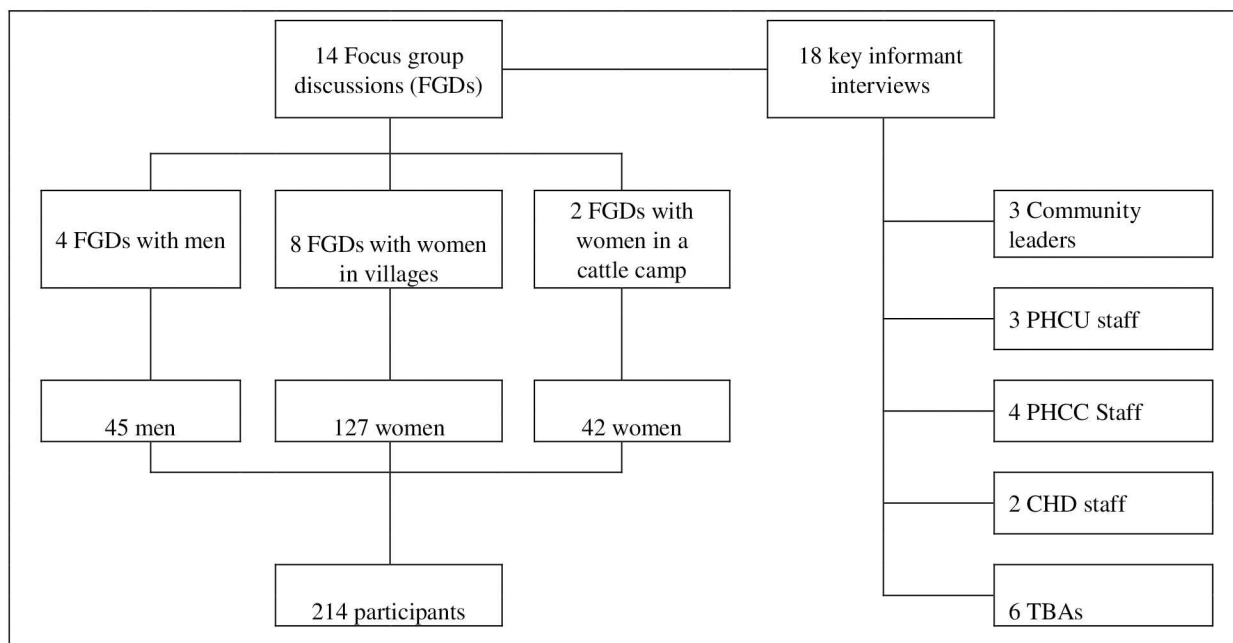 14 Focus group
discussions (FGDs)
18 key informant
interviews
4 FGDs with men
8 FGDs with women
in villages
2 FGDs with
women in a
cattle camp
3 Community
leaders
3 PHCU staff
45 men
127 women
42 women
4 PHCC Staff
2 CHD staff
214 participants
6 TBAs